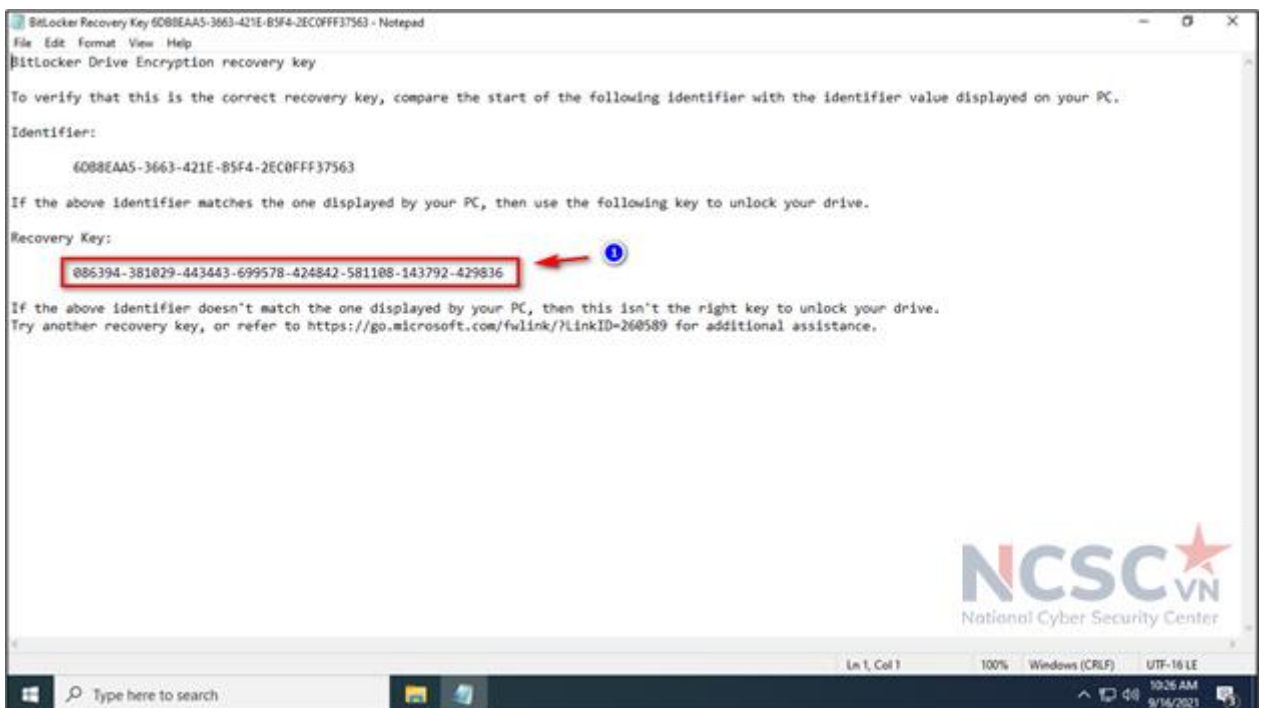 BitLocker Recovery Key 6DB8EAA5-3663-421E-B5F4-2EC0FFF37563 - Notepad
File Edit Format View Help
BitLocker Drive Encryption recovery key
To verify that this is the correct recovery key, compare the start of the following identifier with the identifier value displayed on your PC.
Identifier:
6DB8EAA5-3663-421E-B5F4-2EC0FFF37563
If the above identifier matches the one displayed by your PC, then use the following key to unlock your drive.
Recovery Key:
086394-381029-443443-699578-424842-581108-143792-429836
1
If the above identifier doesn't match the one displayed by your PC, then this isn't the right key to unlock your drive.
Try another recovery key, or refer to https://go.microsoft.com/fwlink/?LinkID=260589 for additional assistance.
NCSC VN
National Cyber Security Center
Ln 1, Col 1 100% Windows (CRLF) UTF-16 LE
Type here to search
10:26 AM
9/16/2021
3